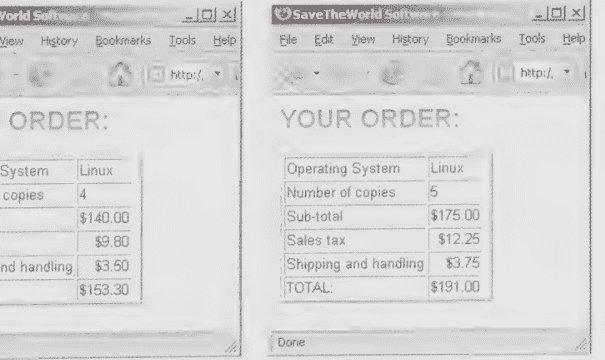 World Software
View History Bookmarks Tools Help
http:/.
ORDER:
System Linux
copies 4
$140.00
$9.80
nd handling $3.50
$153.30
SaveTheWorld Softw
File Edit View History Bookmarks Tools Help
http:/.
YOUR ORDER:
Operating System Linux
Number of copies 5
Sub-total $175.00
Sales tax $12.25
Shipping and handling $3.75
TOTAL: $191.00
Done